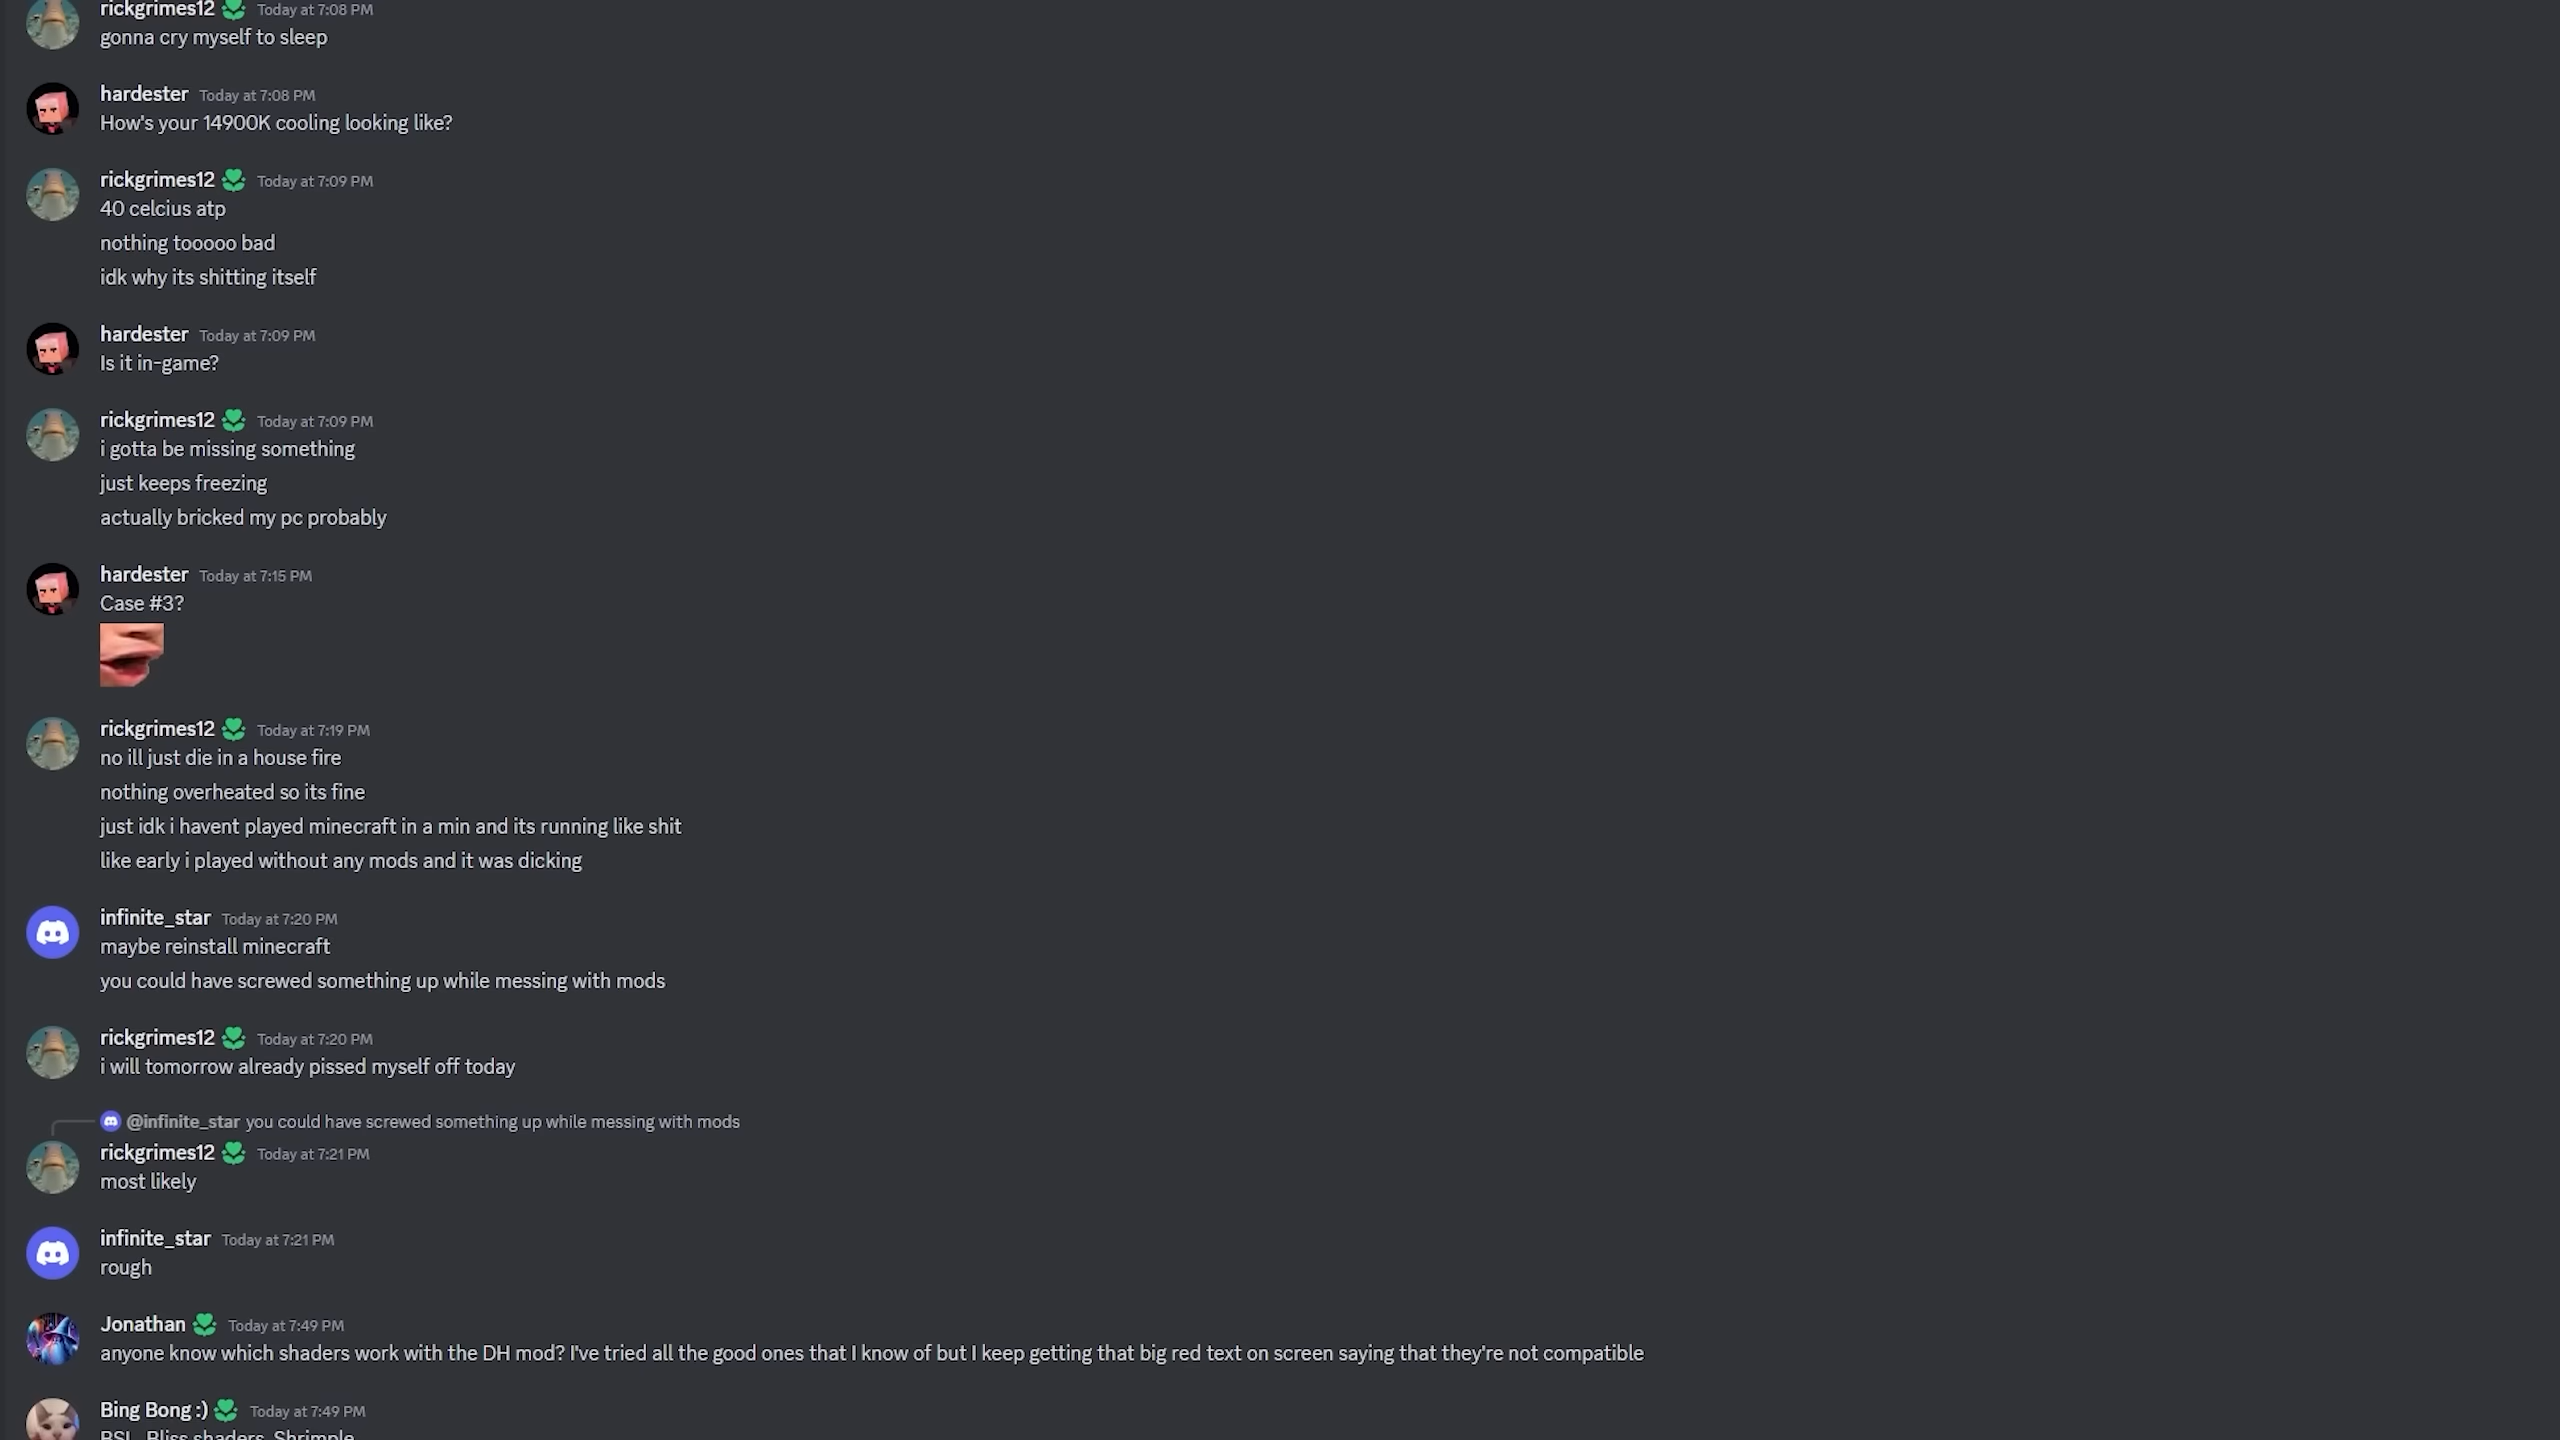 rickgrimes12 Today at 7:08 PM
gonna cry myself to sleep
hardester Today at 7:08 PM
How's your 14900K cooling looking like?
rickgrimes12 Today at 7:09 PM
40 celcius atp
nothing tooooo bad
idk why its shitting itself
hardester Today at 7:09 PM
Is it in-game?
rickgrimes12 Today at 7:09 PM
i gotta be missing something
just keeps freezing
actually bricked my pc probably
hardester Today at 7:15 PM
Case #3?
rickgrimes12 Today at 7:19 PM
no ill just die in a house fire
nothing overheated so its fine
just idk i havent played minecraft in a min and its running like shit
like early i played without any mods and it was dicking
infinite_star Today at 7:20 PM
maybe reinstall minecraft
you could have screwed something up while messing with mods
rickgrimes12 Today at 7:20 PM
i will tomorrow already pissed myself off today
@infinite_star you could have screwed something up while messing with mods
rickgrimes12 Today at 7:21 PM
most likely
infinite_star Today at 7:21 PM
rough
Jonathan Today at 7:49 PM
anyone know which shaders work with the DH mod? I've tried all the good ones that I know of but I keep getting that big red text on screen saying that they're not compatible
Bing Bong :) Today at 7:49 PM
BSL, Bliss shaders, Shrimple